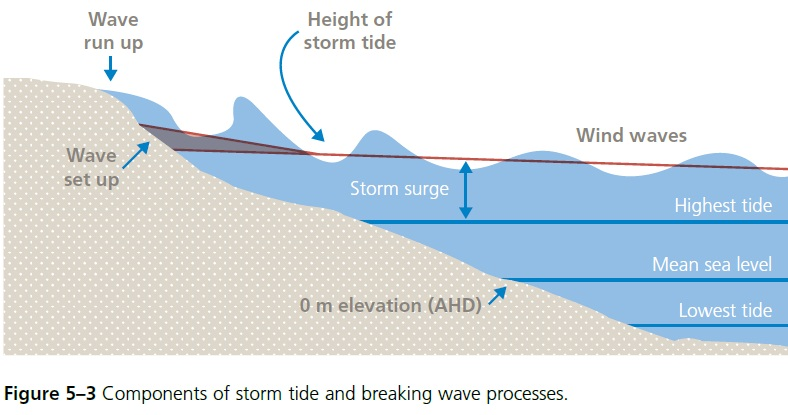 Wave
run up
Height of
storm tide
Wind waves
Wave
set up
Storm surge
Highest tide
Mean sea level
0 m elevation (AHD)
Lowest tide
Figure 5–3 Components of storm tide and breaking wave processes.